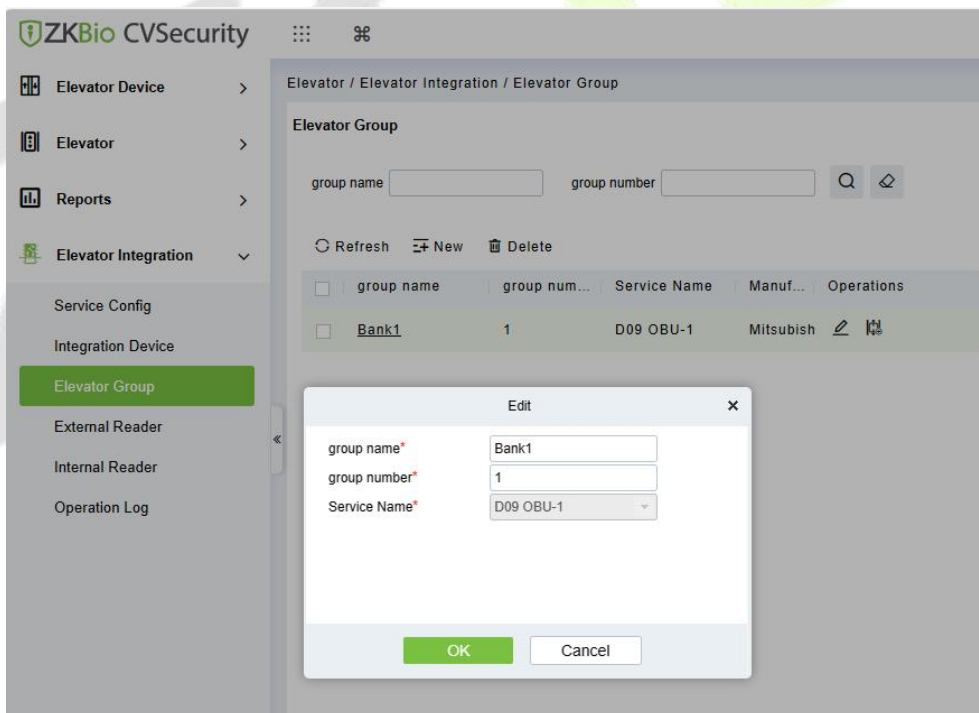 ZKBio CVSecurity
Elevator Device
Elevator
Reports
Elevator Integration
Service Config
Integration Device
Elevator Group
External Reader
Internal Reader
Operation Log
Elevator / Elevator Integration / Elevator Group
Elevator Group
group name group number
Refresh New Delete
group name group num... Service Name Manuf... Operations
Bank1 1 D09 OBU-1 Mitsubish
Edit
group name* Bank1
group number* 1
Service Name* D09 OBU-1
OK Cancel